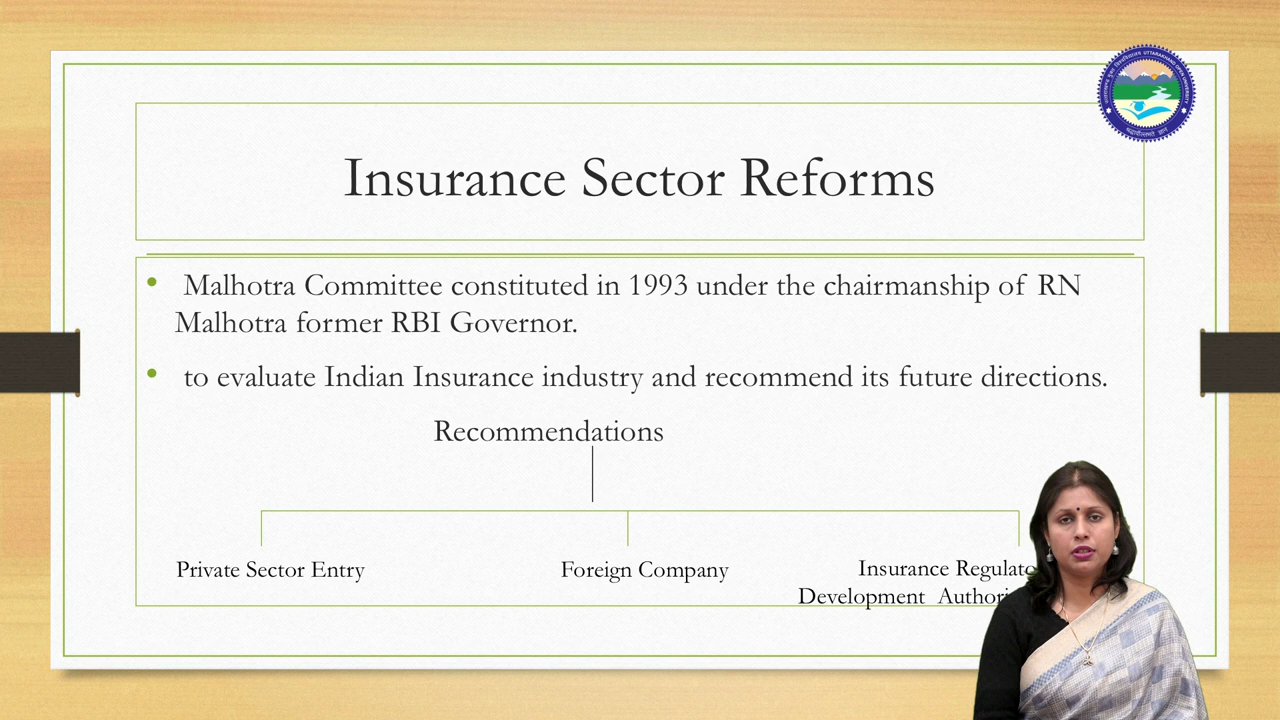 Insurance Sector Reforms
• Malhotra Committee constituted in 1993 under the chairmanship of RN
Malhotra former RBI Governor.
• to evaluate Indian Insurance industry and recommend its future directions.
Recommendations
Private Sector Entry
Foreign Company
Insurance
Development